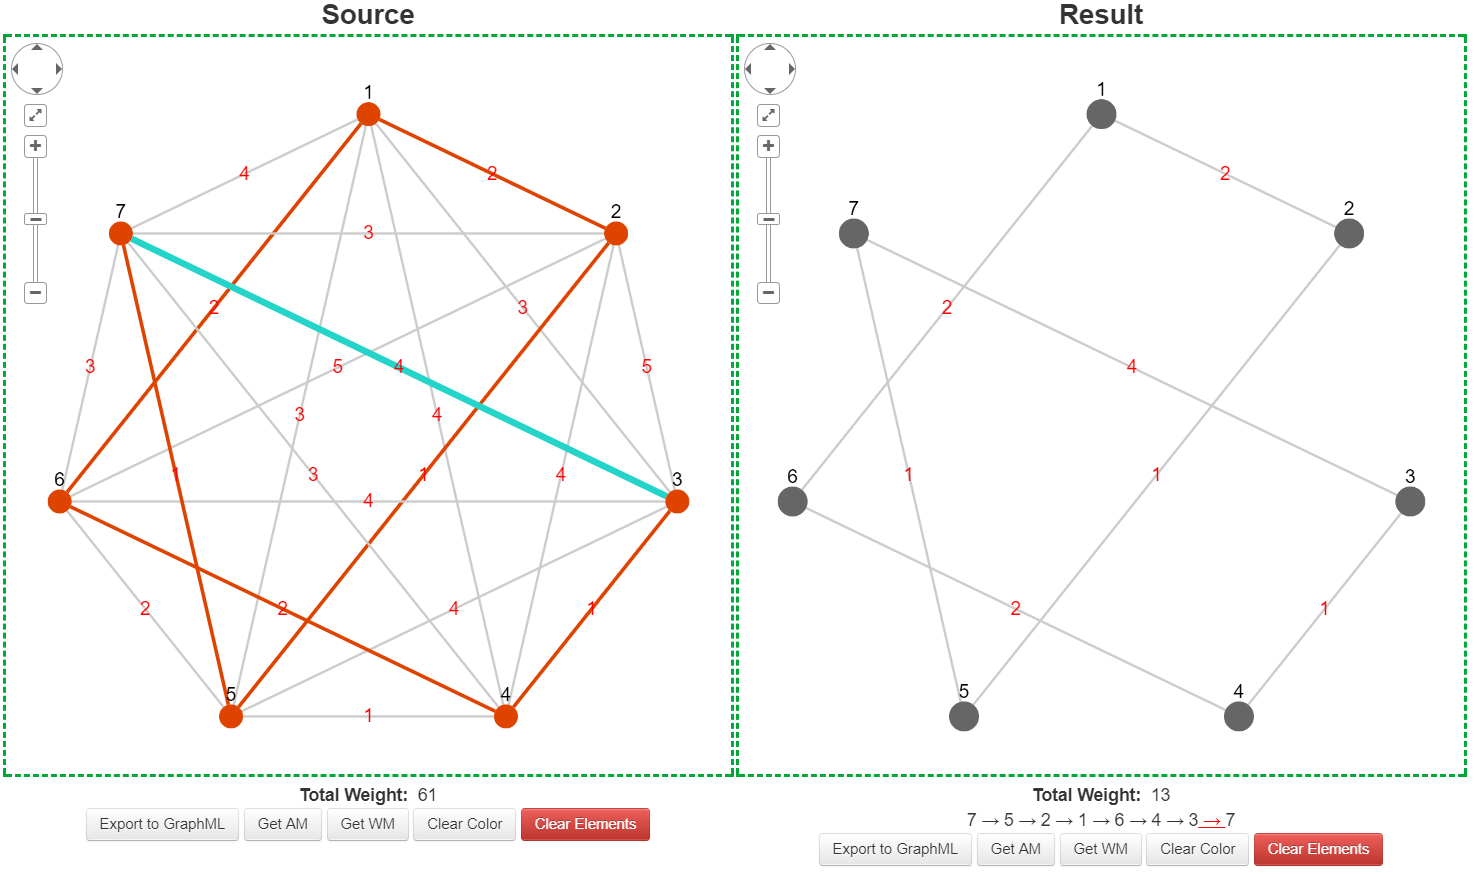 Source
Result
1
1
4
2
2
7
2
7
2
3
2
3
2
3
5
4
5
4
3
4
6
1
3
1
4
3
6
1
1
3
4
2
2
4
1
2
1
5
4
5
4
1
Total Weight: 61
Total Weight: 13
7 → 5 → 2 → 1 → 6 → 4 → 3 → 7
Export to GraphML
Get AM
Get WM
Clear Color
Clear Elements
Export to GraphML
Get AM
Get WM
Clear Color
Clear Elements